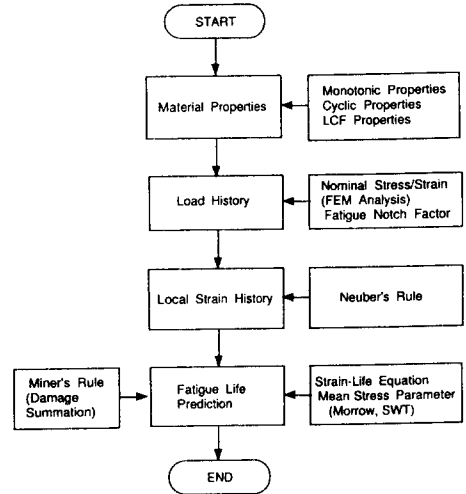 START
Material Properties
Monotonic Properties
Cyclic Properties
LCF Properties
Load History
Nominal Stress/Strain
(FEM Analysis)
Fatigue Notch Factor
Local Strain History
Neuber's Rule
Miner's Rule
(Damage
Summation)
Fatigue Life
Prediction
Strain-Life Equation
Mean Stress Parameter
(Morrow, SWT)
END